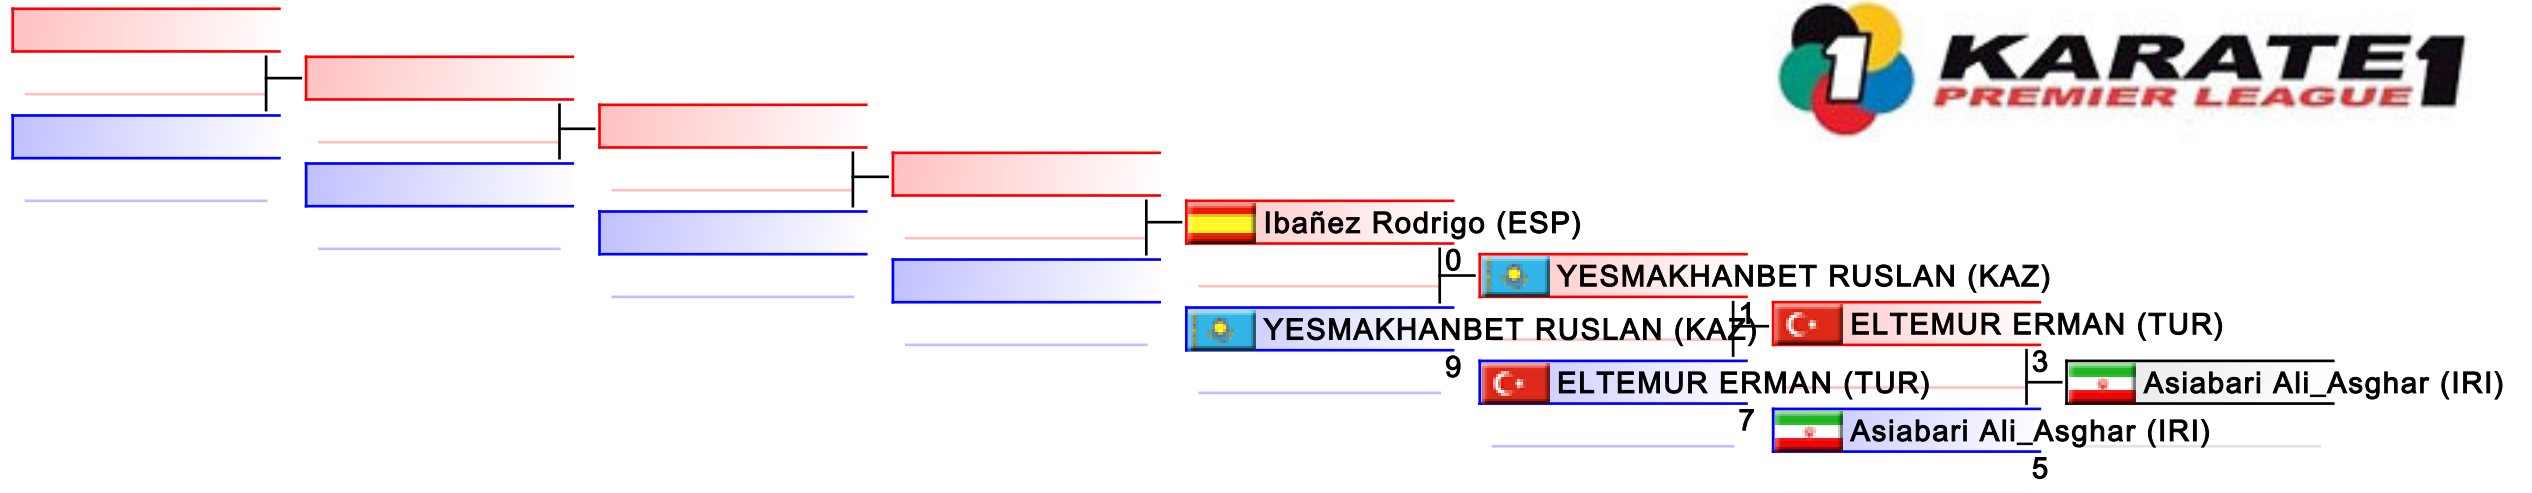 1 KARATE1
PREMIER LEAGUE
Ibañez Rodrigo (ESP)
0
YESMAKHANBET RUSLAN (KAZ)
YESMAKHANBET RUSLAN (KAZ)
9
1
ELTEMUR ERMAN (TUR)
ELTEMUR ERMAN (TUR)
7
3
Asiabari Ali_Asghar (IRI)
Asiabari Ali_Asghar (IRI)
5